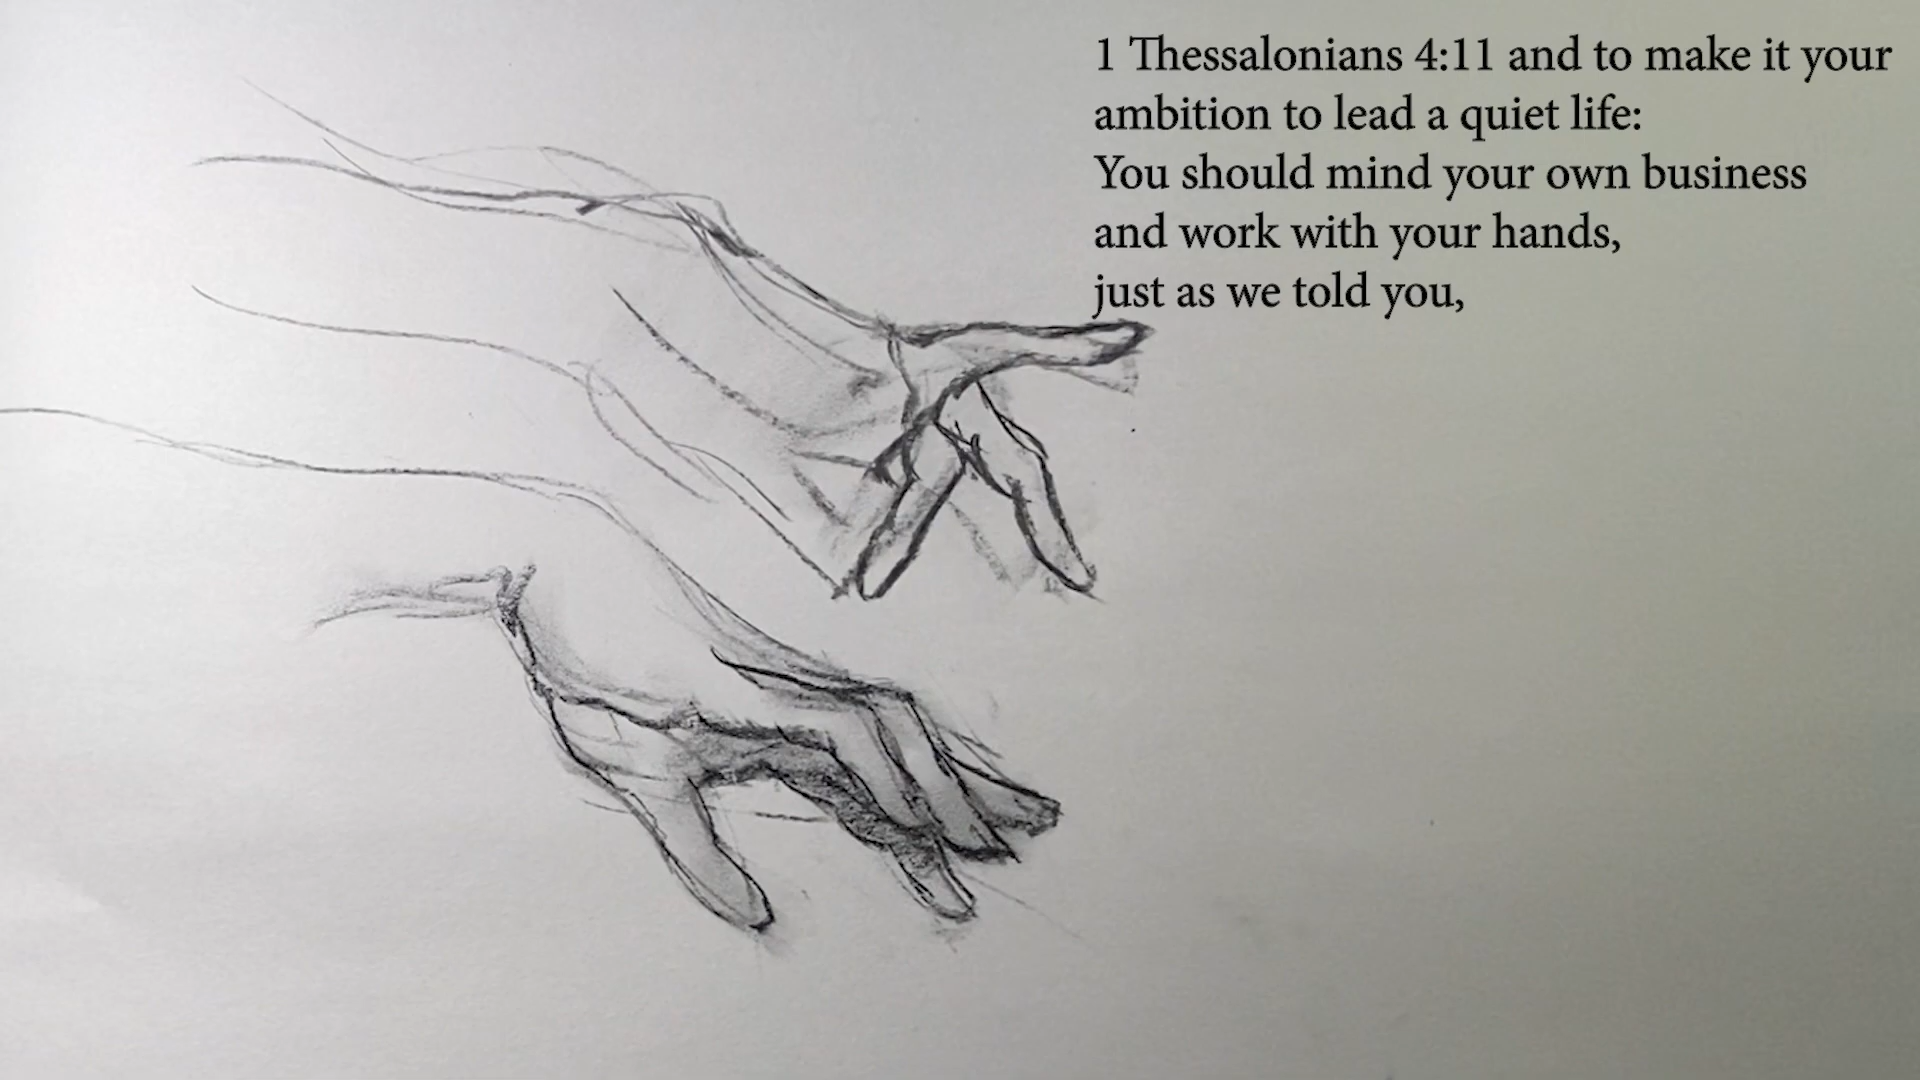 1 Thessalonians 4:11 and to make it your
ambition to lead a quiet life:
You should mind your own business
and work with your hands,
just as we told you,